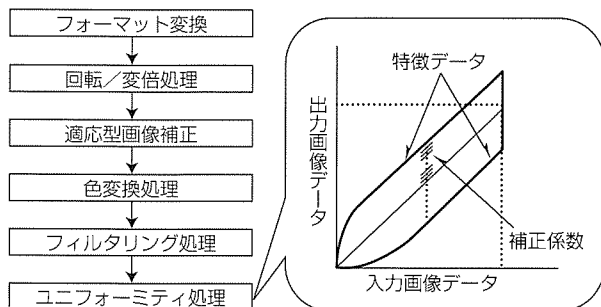 フォーマット変換
回転／変倍処理
適応型画像補正
色変換処理
フィルタリング処理
ユニフォーミティ処理
特徴データ
出力画像データ
補正係数
入力画像データ